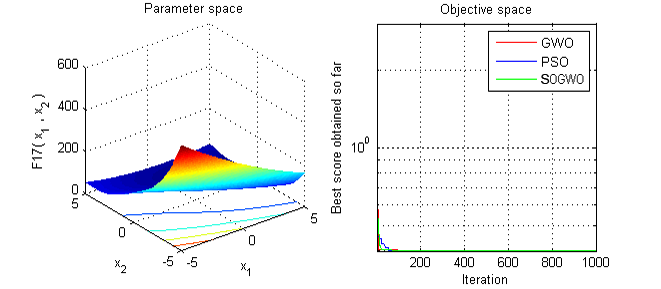 Parameter space
F17( x1 , x2 )
600
400
200
0
5
0
-5
x2
-5
0
5
x1
Objective space
Best score obtained so far
10^0
GWO
PSO
SOGWO
200
400
600
800
1000
Iteration